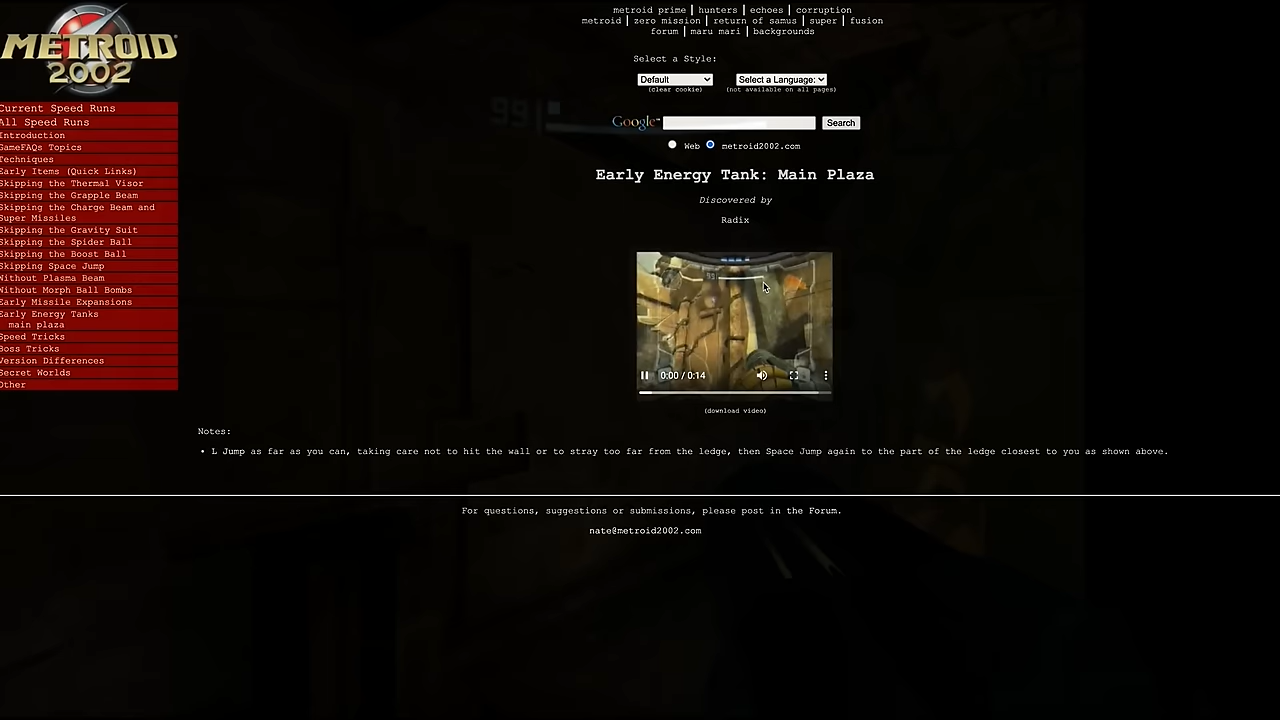 METROID
2002
metroid prime | hunters | echoes | corruption
metroid | zero mission | return of samus | super | fusion
forum | maru mari | backgrounds
Select a Style:
Default Select a Language:
(clear cookie) (not available on all pages)
Google™ Search
Web metroid2002.com
Current Speed Runs
All Speed Runs
Introduction
GameFAQs Topics
Techniques
Early Items (Quick Links)
Skipping the Thermal Visor
Skipping the Grapple Beam
Skipping the Charge Beam and
Super Missiles
Skipping the Gravity Suit
Skipping the Spider Ball
Skipping the Boost Ball
Skipping Space Jump
Without Plasma Beam
Without Morph Ball Bombs
Early Missile Expansions
Early Energy Tanks
main plaza
Speed Tricks
Boss Tricks
Version Differences
Secret Worlds
Other
99
Early Energy Tank: Main Plaza
Discovered by
Radix
99
0:00 / 0:14
(download video)
Notes:
• L Jump as far as you can, taking care not to hit the wall or to stray too far from the ledge, then Space Jump again to the part of the ledge closest to you as shown above.
For questions, suggestions or submissions, please post in the Forum.
nate@metroid2002.com